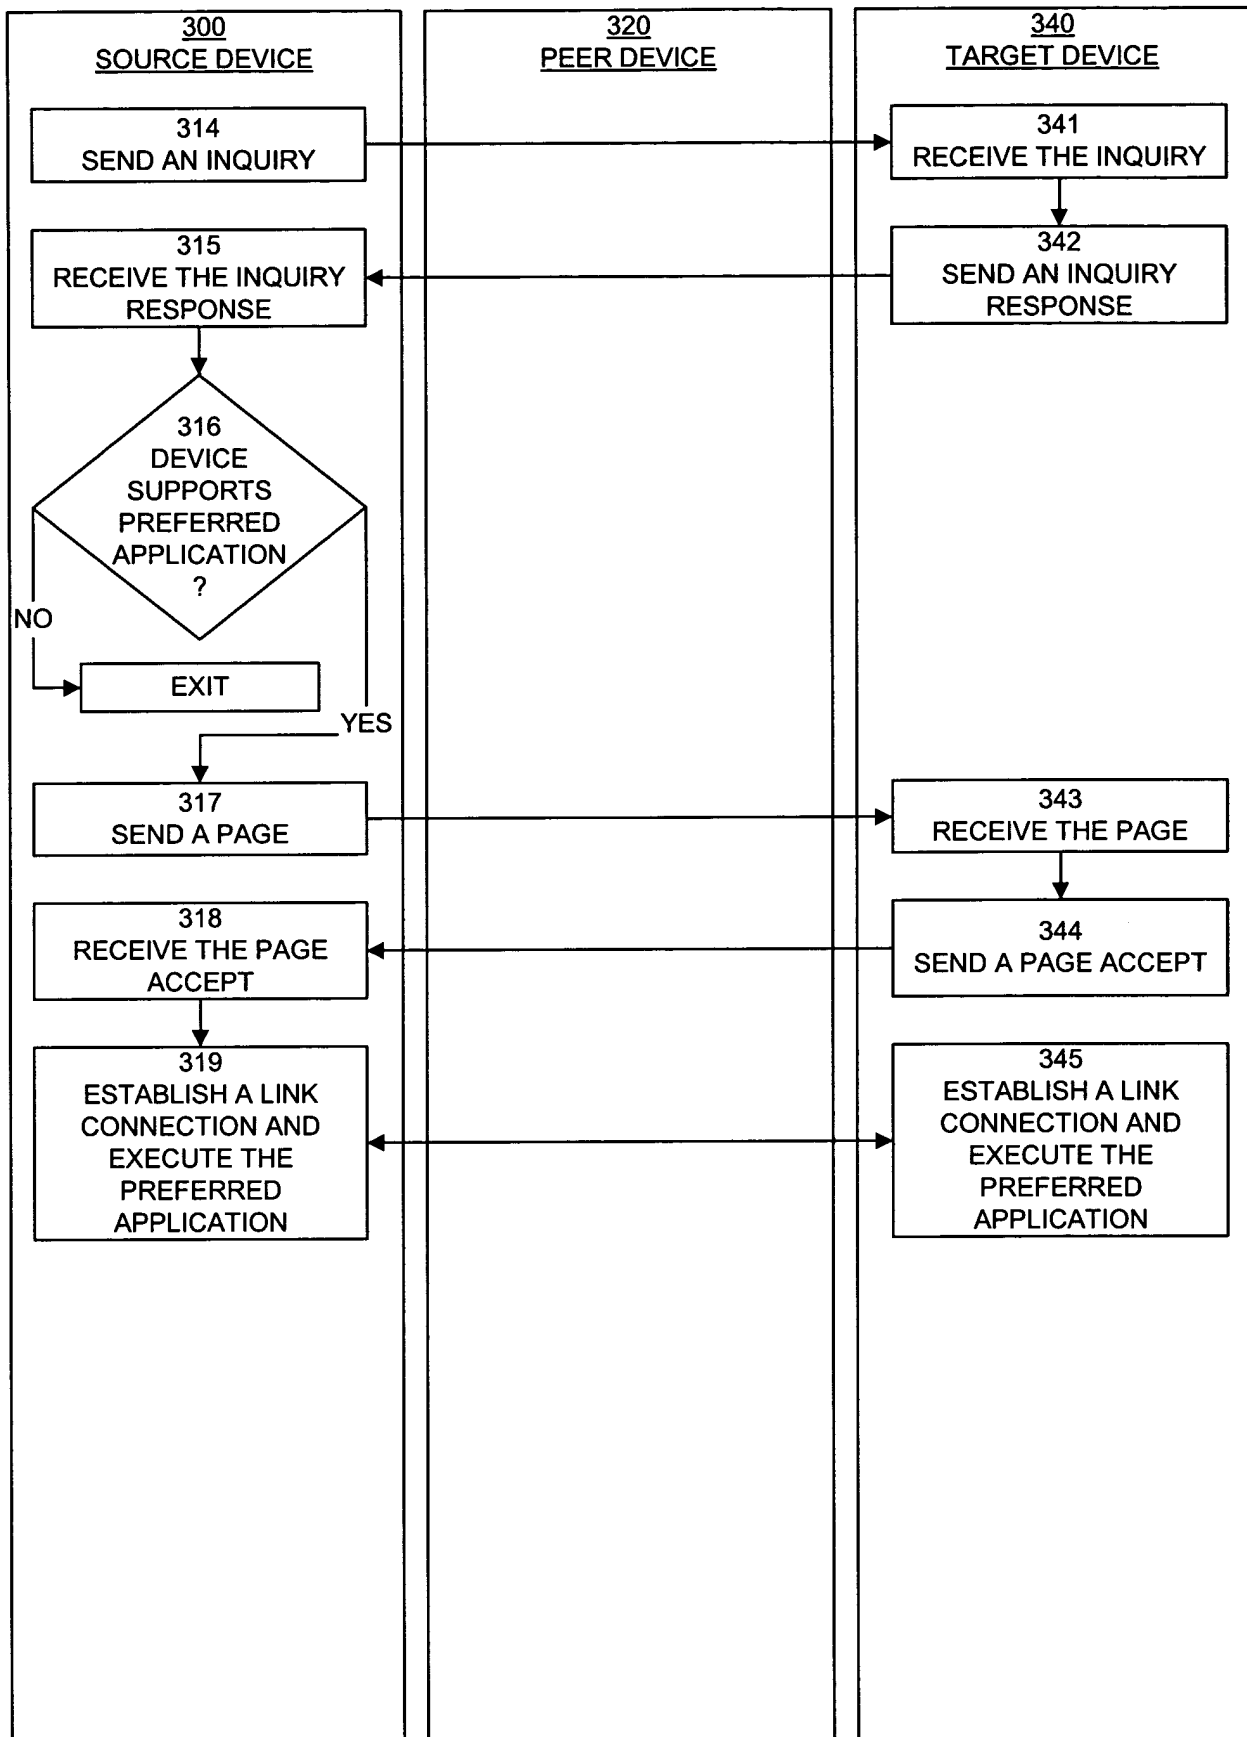 300
SOURCE DEVICE
320
PEER DEVICE
340
TARGET DEVICE
314
SEND AN INQUIRY
341
RECEIVE THE INQUIRY
315
RECEIVE THE INQUIRY
RESPONSE
342
SEND AN INQUIRY
RESPONSE
316
DEVICE
SUPPORTS
PREFERRED
APPLICATION
?
NO
EXIT
YES
317
SEND A PAGE
343
RECEIVE THE PAGE
318
RECEIVE THE PAGE
ACCEPT
344
SEND A PAGE ACCEPT
319
ESTABLISH A LINK
CONNECTION AND
EXECUTE THE
PREFERRED
APPLICATION
345
ESTABLISH A LINK
CONNECTION AND
EXECUTE THE
PREFERRED
APPLICATION